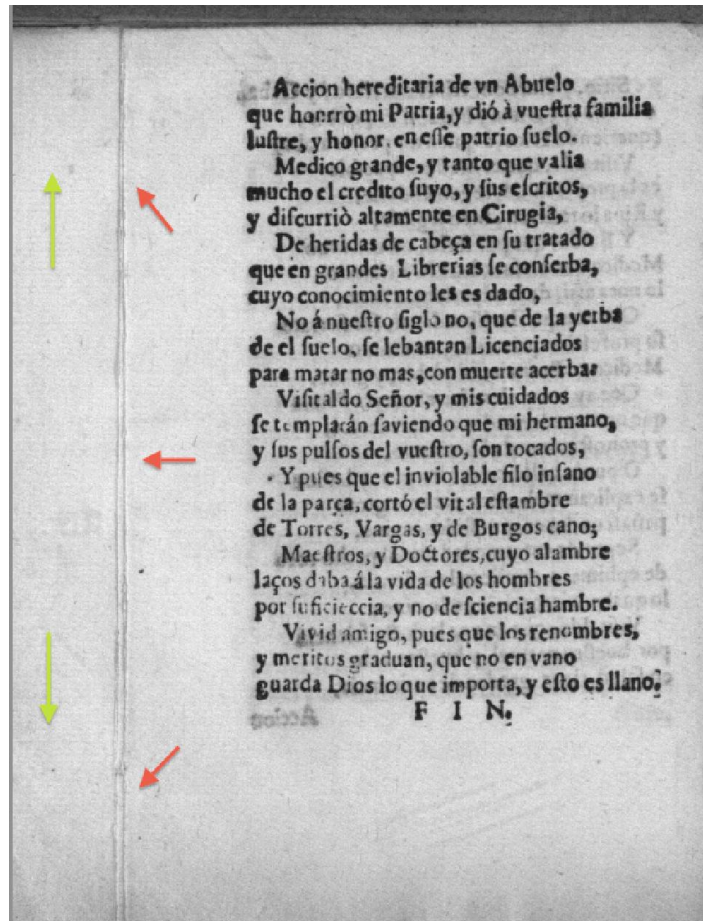 Accion hereditaria de vn Abuelo
que honrrò mi Patria, y dió à vueſtra familia
luſtre, y honor, en eſſe patrio ſuelo.
Medico grande, y tanto que valia
mucho el credito ſuyo, y ſus eſcritos,
y diſcurriò altamente en Cirugia,
De heridas de cabeça en ſu tratado
que en grandes Librerias ſe conſerba,
cuyo conocimiento les es dado,
No á nueſtro ſiglo no, que de la yerba
de el ſuelo, ſe lebantan Licenciados
para matar no mas, con muerte acerba:
Viſitaldo Señor, y mis cuidados
ſe templarán ſaviendo que mi hermano,
y ſus pulſos del vueſtro, ſon tocados,
Y pues que el inviolable filo inſano
de la parça, cortó el vital eſtambre
de Torres, Vargas, y de Burgos cano;
Maeſtros, y Doctores, cuyo alambre
laços daba á la vida de los hombres
por ſuficieccia, y no de ſciencia hambre.
Vivid amigo, pues que los renombres,
y meritos graduan, que no en vano
guarda Dios lo que importa, y eſto es llano.
F I N.